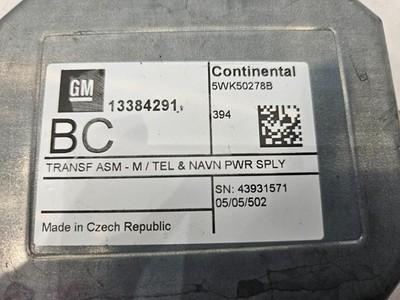 GM
13384291
BC
Continental
5WK50278B
394
TRANSF ASM - M / TEL & NAVN PWR SPLY
SN: 43931571
05/05/502
Made in Czech Republic